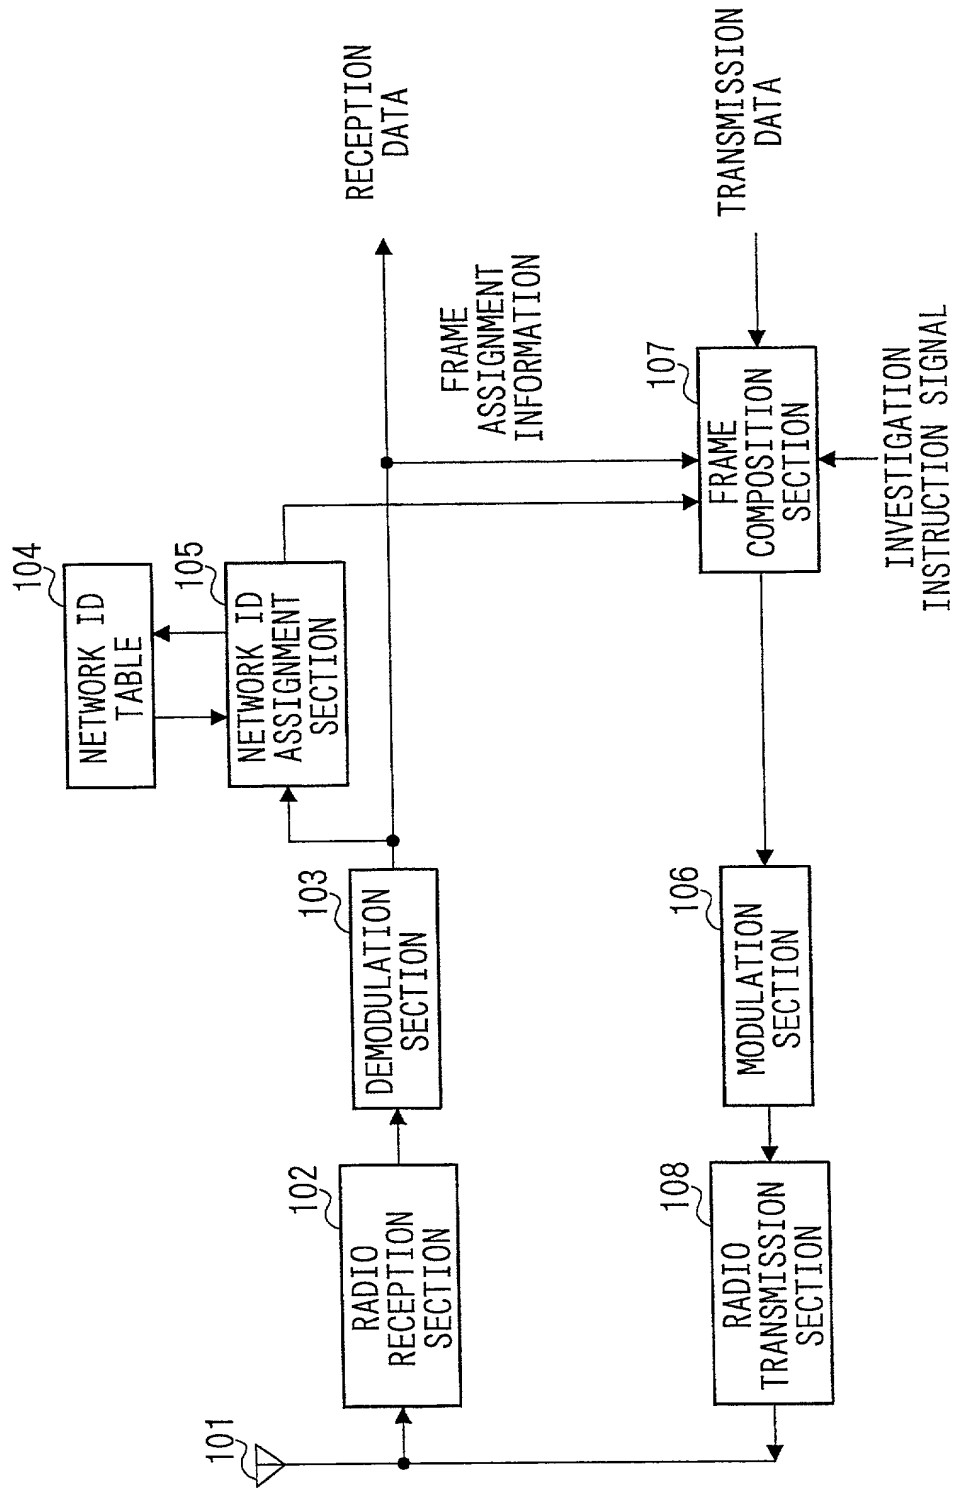 101
102
RADIO
RECEPTION
SECTION
103
DEMODULATION
SECTION
104
NETWORK ID
TABLE
105
NETWORK ID
ASSIGNMENT
SECTION
RECEPTION
DATA
FRAME
ASSIGNMENT
INFORMATION
108
RADIO
TRANSMISSION
SECTION
106
MODULATION
SECTION
107
FRAME
COMPOSITION
SECTION
TRANSMISSION
DATA
INVESTIGATION
INSTRUCTION SIGNAL